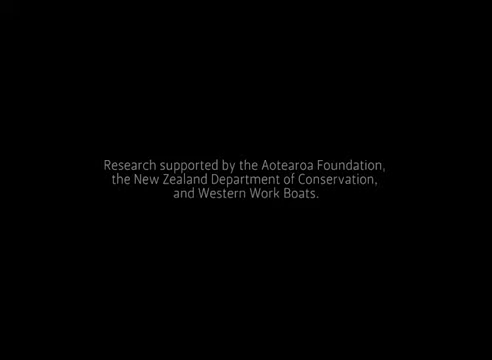 Research supported by the Aotearoa Foundation,
the New Zealand Department of Conservation,
and Western Work Boats.